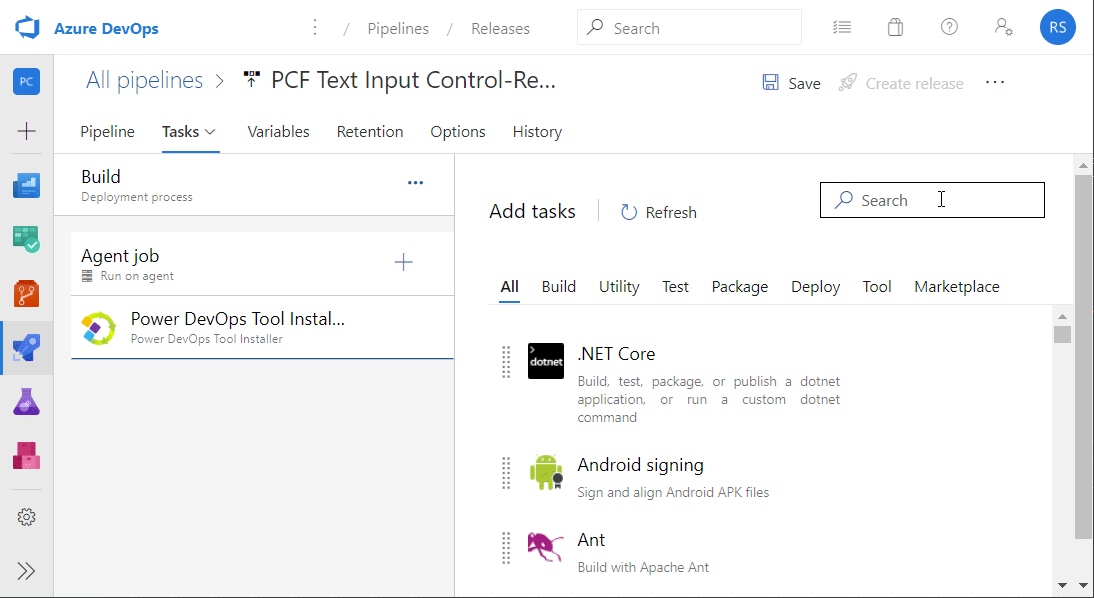 Azure DevOps
/ Pipelines / Releases
Search
RS
PC
All pipelines > PCF Text Input Control-Re...
Save
Create release
Pipeline Tasks Variables Retention Options History
Build
Deployment process
Agent job
Run on agent
Power DevOps Tool Instal...
Power DevOps Tool Installer
Add tasks
Refresh
Search
All Build Utility Test Package Deploy Tool Marketplace
dotnet
.NET Core
Build, test, package, or publish a dotnet
application, or run a custom dotnet
command
Android signing
Sign and align Android APK files
Ant
Build with Apache Ant